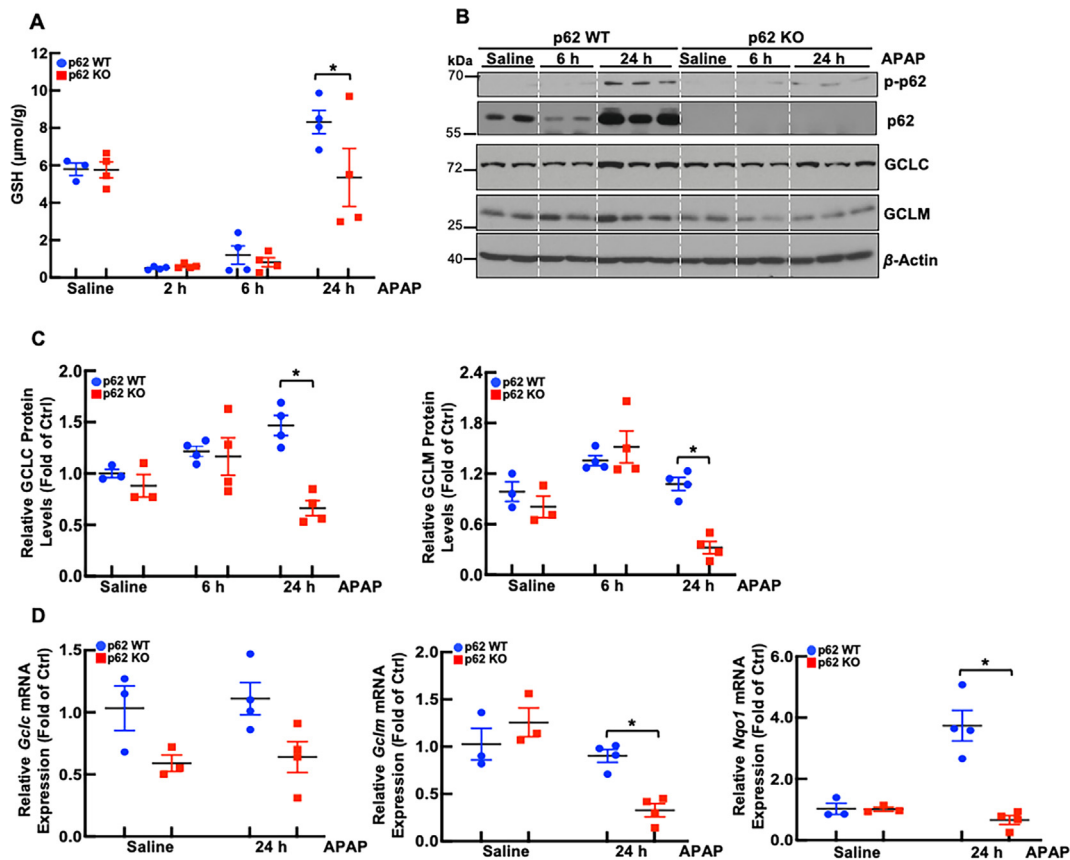 A
p62 WT
p62 KO
GSH (μmol/g)
12
10
8
6
4
2
0
*
Saline 2 h 6 h 24 h APAP
B
p62 WT p62 KO
kDa Saline 6 h 24 h Saline 6 h 24 h APAP
70 p-p62
p62
55
72 GCLC
GCLM
25
40 β-Actin
C
p62 WT
p62 KO
Relative GCLC Protein
Levels (Fold of Ctrl)
2.0
1.5
1.0
0.5
0.0
*
Saline 6 h 24 h APAP
p62 WT
p62 KO
Relative GCLM Protein
Levels (Fold of Ctrl)
2.4
1.8
1.2
0.6
0.0
*
Saline 6 h 24 h APAP
D
p62 WT
p62 KO
Relative Gclc mRNA
Expression (Fold of Ctrl)
1.5
1.0
0.5
0.0
Saline 24 h APAP
p62 WT
p62 KO
Relative Gclm mRNA
Expression (Fold of Ctrl)
2.0
1.5
1.0
0.5
0.0
*
Saline 24 h APAP
p62 WT
p62 KO
Relative Nqo1 mRNA
Expression (Fold of Ctrl)
6.0
4.0
2.0
0.0
*
Saline 24 h APAP